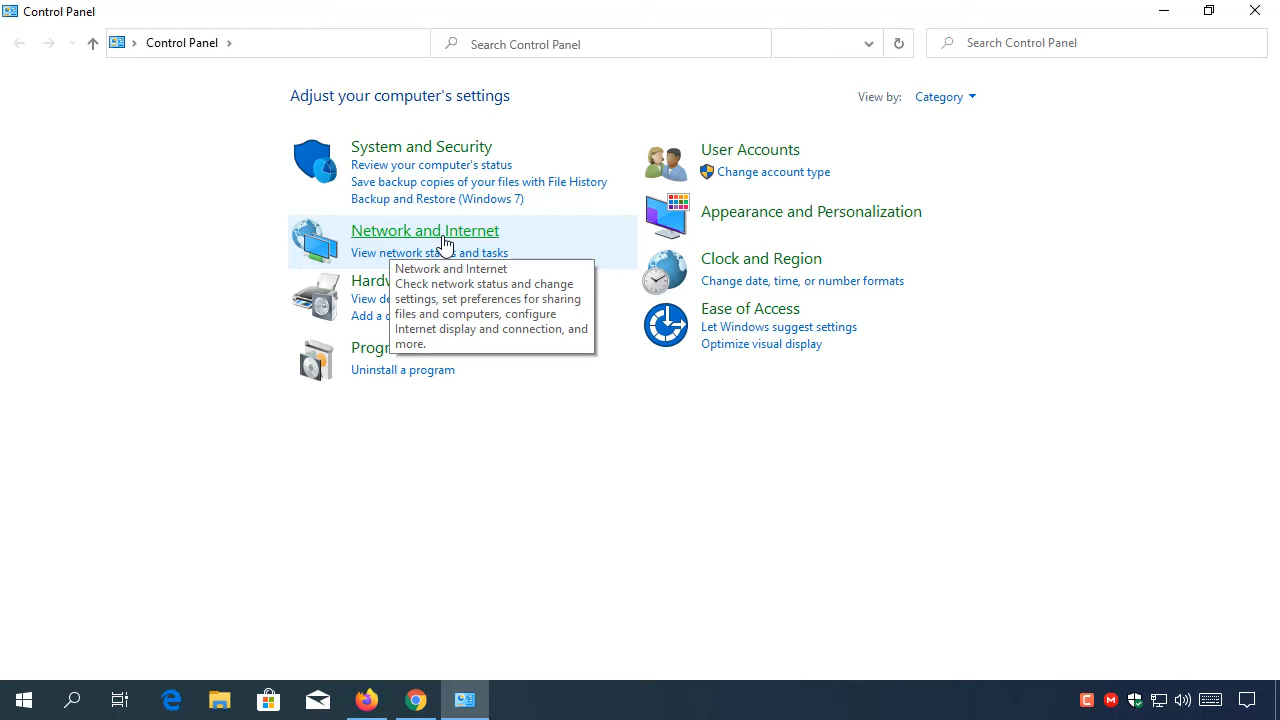 Control Panel
Control Panel
Search Control Panel
Search Control Panel
Adjust your computer's settings
View by:
Category
System and Security
Review your computer's status
Save backup copies of your files with File History
Backup and Restore (Windows 7)
Network and Internet
View network and tasks
Network and Internet
Check network status and change
settings, set preferences for sharing
files and computers, configure
Internet display and connection, and
more.
View
Add a
Uninstall a program
User Accounts
Change account type
Appearance and Personalization
Clock and Region
Change date, time, or number formats
Ease of Access
Let Windows suggest settings
Optimize visual display